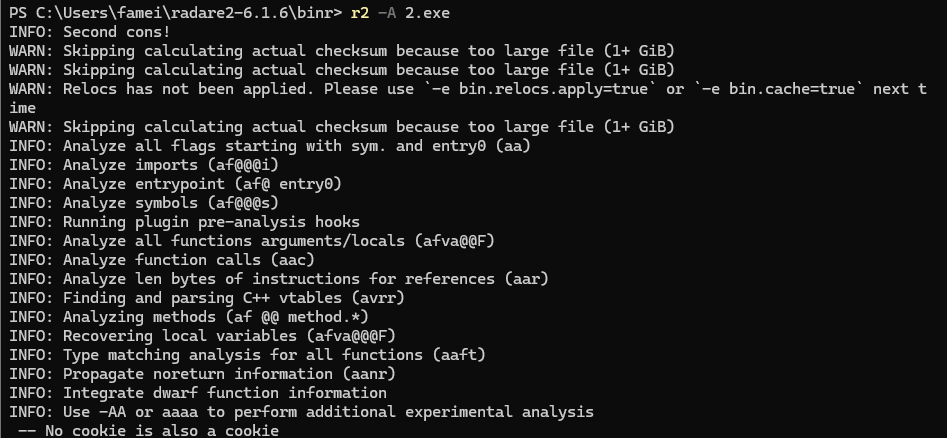 PS C:\Users\famei\radare2-6.1.6\binr> r2 -A 2.exe
INFO: Second cons!
WARN: Skipping calculating actual checksum because too large file (1+ GiB)
WARN: Skipping calculating actual checksum because too large file (1+ GiB)
WARN: Relocs has not been applied. Please use `-e bin.relocs.apply=true` or `-e bin.cache=true` next t
ime
WARN: Skipping calculating actual checksum because too large file (1+ GiB)
INFO: Analyze all flags starting with sym. and entry0 (aa)
INFO: Analyze imports (af@@@i)
INFO: Analyze entrypoint (af@ entry0)
INFO: Analyze symbols (af@@@s)
INFO: Running plugin pre-analysis hooks
INFO: Analyze all functions arguments/locals (afva@@F)
INFO: Analyze function calls (aac)
INFO: Analyze len bytes of instructions for references (aar)
INFO: Finding and parsing C++ vtables (avrr)
INFO: Analyzing methods (af @@ method.*)
INFO: Recovering local variables (afva@@@F)
INFO: Type matching analysis for all functions (aaft)
INFO: Propagate noreturn information (aanr)
INFO: Integrate dwarf function information
INFO: Use -AA or aaaa to perform additional experimental analysis
 -- No cookie is also a cookie